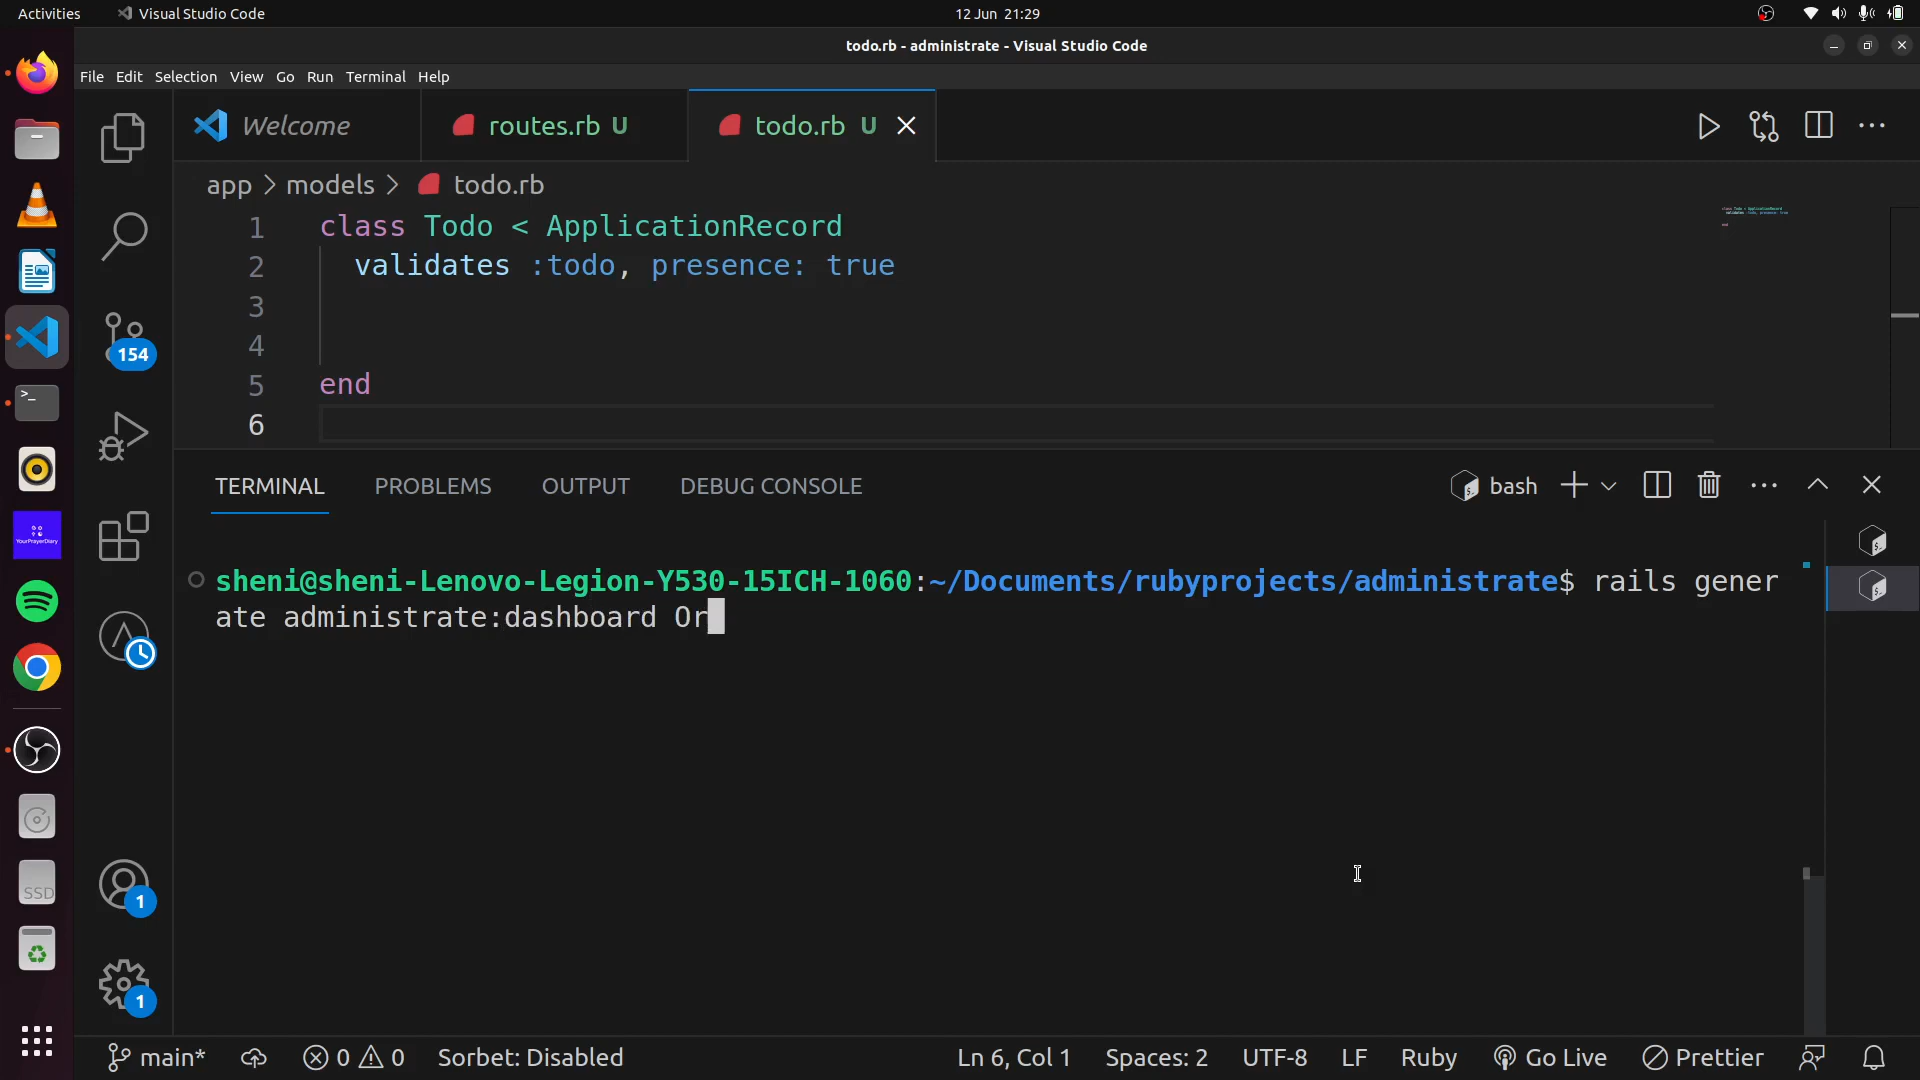 Activities Visual Studio Code 12 Jun 21:29
todo.rb - administrate - Visual Studio Code
File Edit Selection View Go Run Terminal Help
Welcome routes.rb U todo.rb U
app > models > todo.rb
1 class Todo < ApplicationRecord
2 validates :todo, presence: true
3
4
5 end
6
154
TERMINAL PROBLEMS OUTPUT DEBUG CONSOLE bash
sheni@sheni-Lenovo-Legion-Y530-15ICH-1060:~/Documents/rubyprojects/administrate$ rails gener
ate administrate:dashboard Or
YourPrayerDiary
SSD
1
1
main* 0 0 Sorbet: Disabled Ln 6, Col 1 Spaces: 2 UTF-8 LF Ruby Go Live Prettier